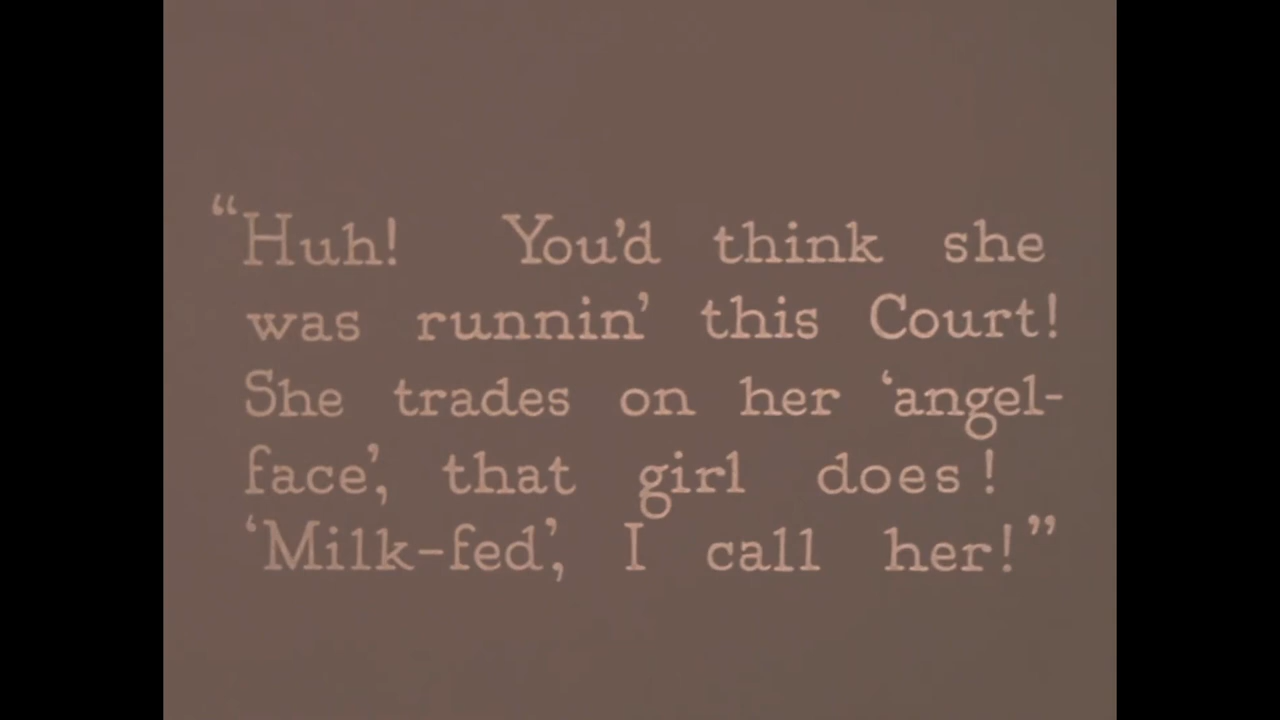 “Huh! You’d think she
was runnin’ this Court!
She trades on her ‘angel-
face’, that girl does!
‘Milk-fed’, I call her!”